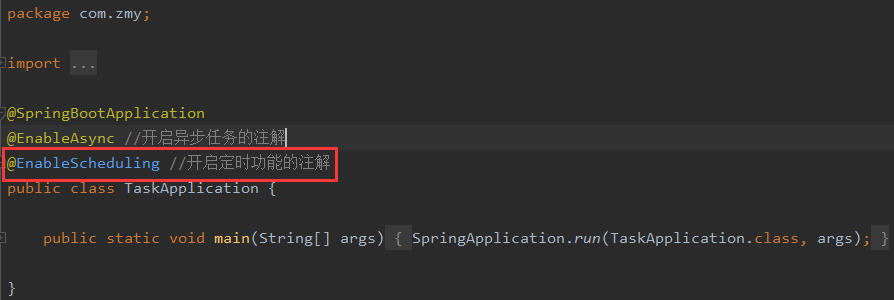 package com.zmy;
import ...
@SpringBootApplication
@EnableAsync //开启异步任务的注解
@EnableScheduling //开启定时功能的注解
public class TaskApplication {
public static void main(String[] args) { SpringApplication.run(TaskApplication.class, args); }
}